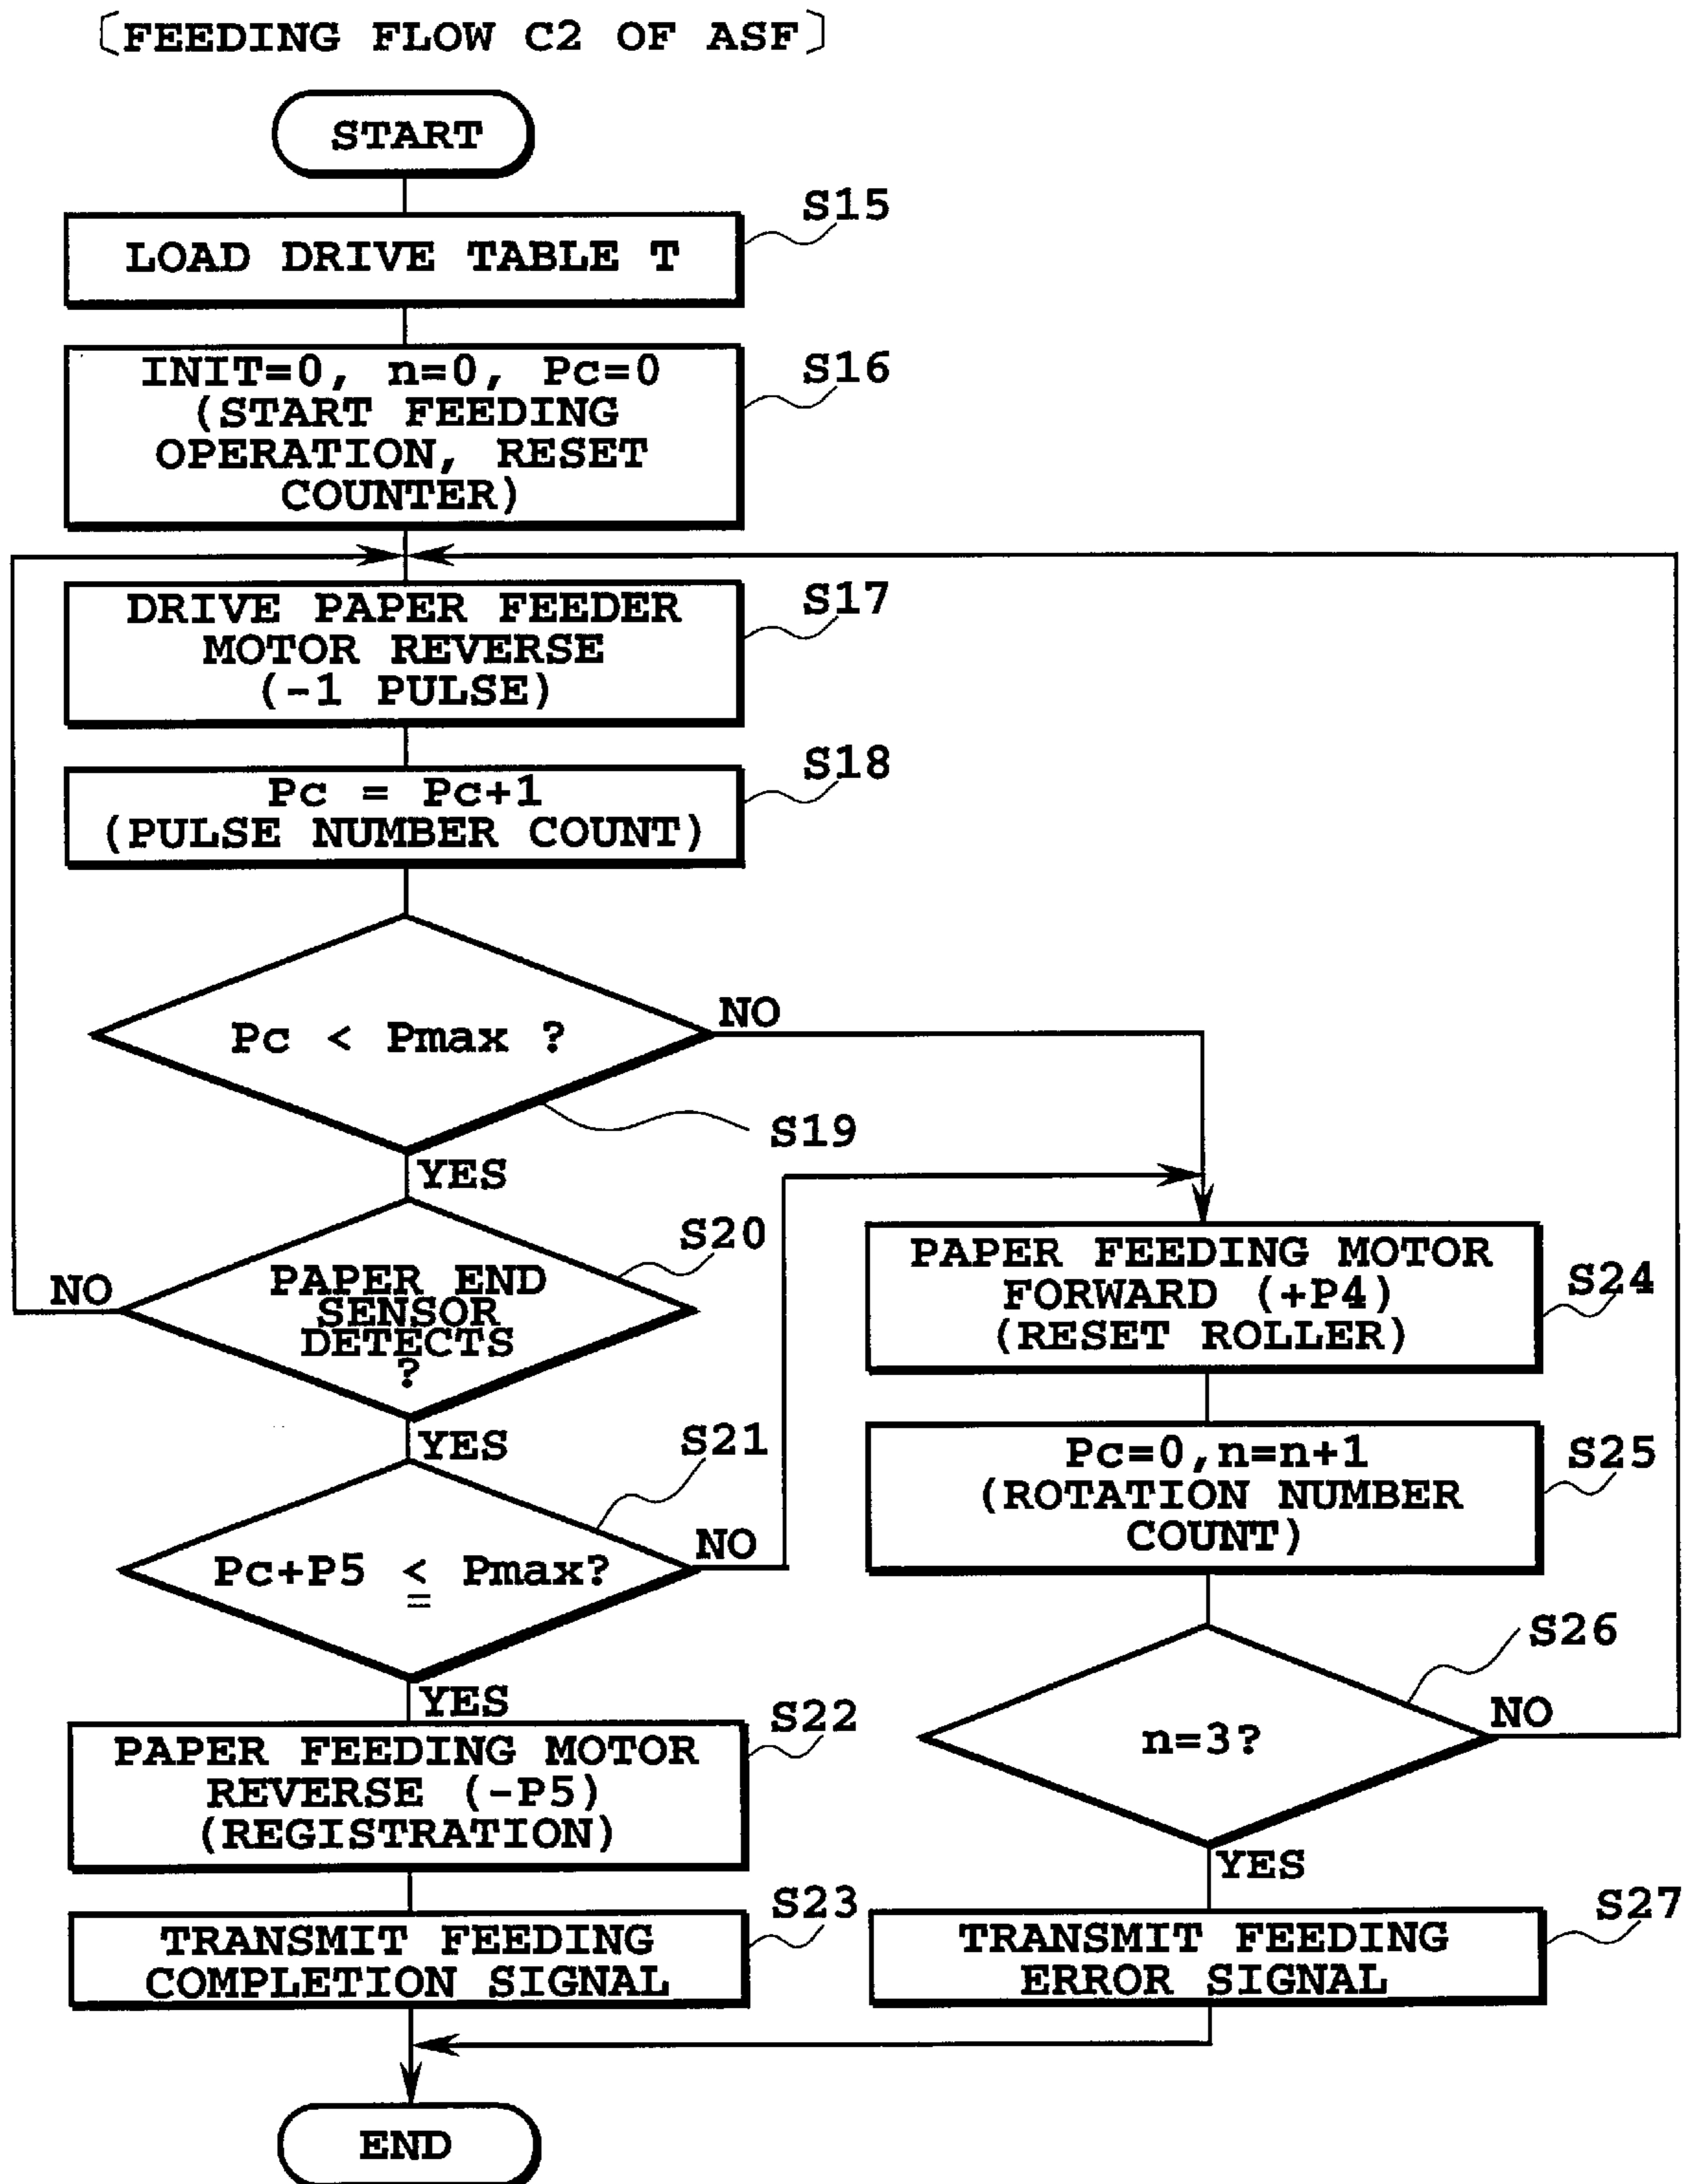 [FEEDING FLOW C2 OF ASF]
START
S15
LOAD DRIVE TABLE T
S16
INIT=0, n=0, Pc=0
(START FEEDING
OPERATION, RESET
COUNTER)
S17
DRIVE PAPER FEEDER
MOTOR REVERSE
(-1 PULSE)
S18
Pc = Pc+1
(PULSE NUMBER COUNT)
Pc < Pmax ?
NO
S19
YES
S20
PAPER END
SENSOR
DETECTS
?
NO
YES
S21
Pc+P5 ≦ Pmax?
NO
YES
S22
PAPER FEEDING MOTOR
REVERSE (-P5)
(REGISTRATION)
S23
TRANSMIT FEEDING
COMPLETION SIGNAL
S24
PAPER FEEDING MOTOR
FORWARD (+P4)
(RESET ROLLER)
S25
Pc=0,n=n+1
(ROTATION NUMBER
COUNT)
S26
n=3?
NO
YES
S27
TRANSMIT FEEDING
ERROR SIGNAL
END